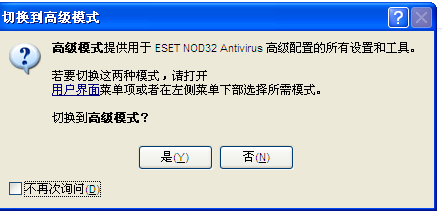 切换到高级模式
高级模式提供用于 ESET NOD32 Antivirus 高级配置的所有设置和工具。
若要切换这两种模式，请打开
用户界面菜单项或者在左侧菜单下部选择所需模式。
切换到高级模式？
是(Y) 否(N)
不再次询问(D)